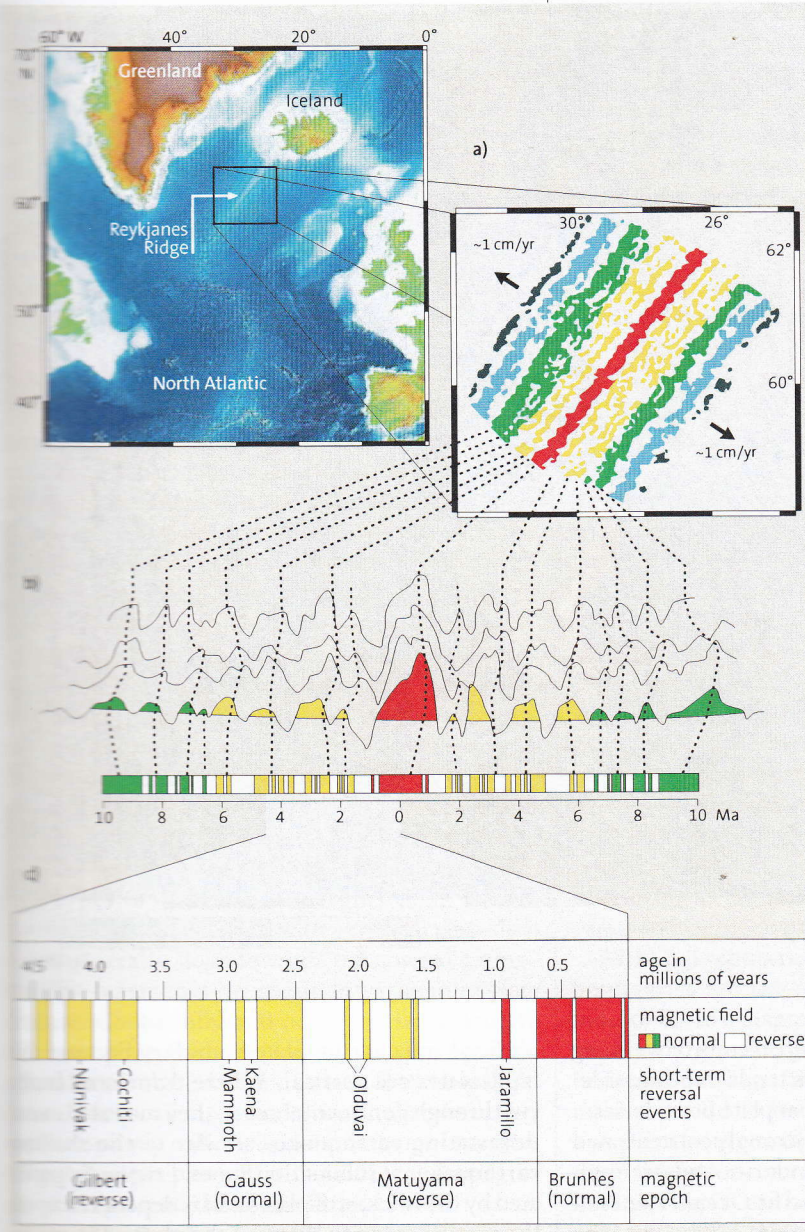 60° W 40° 20° 0°
70°
Greenland
Iceland
a)
60°
30° 26°
Reykjanes
Ridge
~1 cm/yr
62°
50°
60°
North Atlantic
40°
~1 cm/yr
b)
10 8 6 4 2 0 2 4 6 8 10 Ma
c)
4.5 4.0 3.5 3.0 2.5 2.0 1.5 1.0 0.5
age in
millions of years
magnetic field
normal reverse
Nunivak
Cochiti
Mammoth
Kaena
Olduvai
Jaramillo
short-term
reversal
events
Gilbert
(reverse)
Gauss
(normal)
Matuyama
(reverse)
Brunhes
(normal)
magnetic
epoch